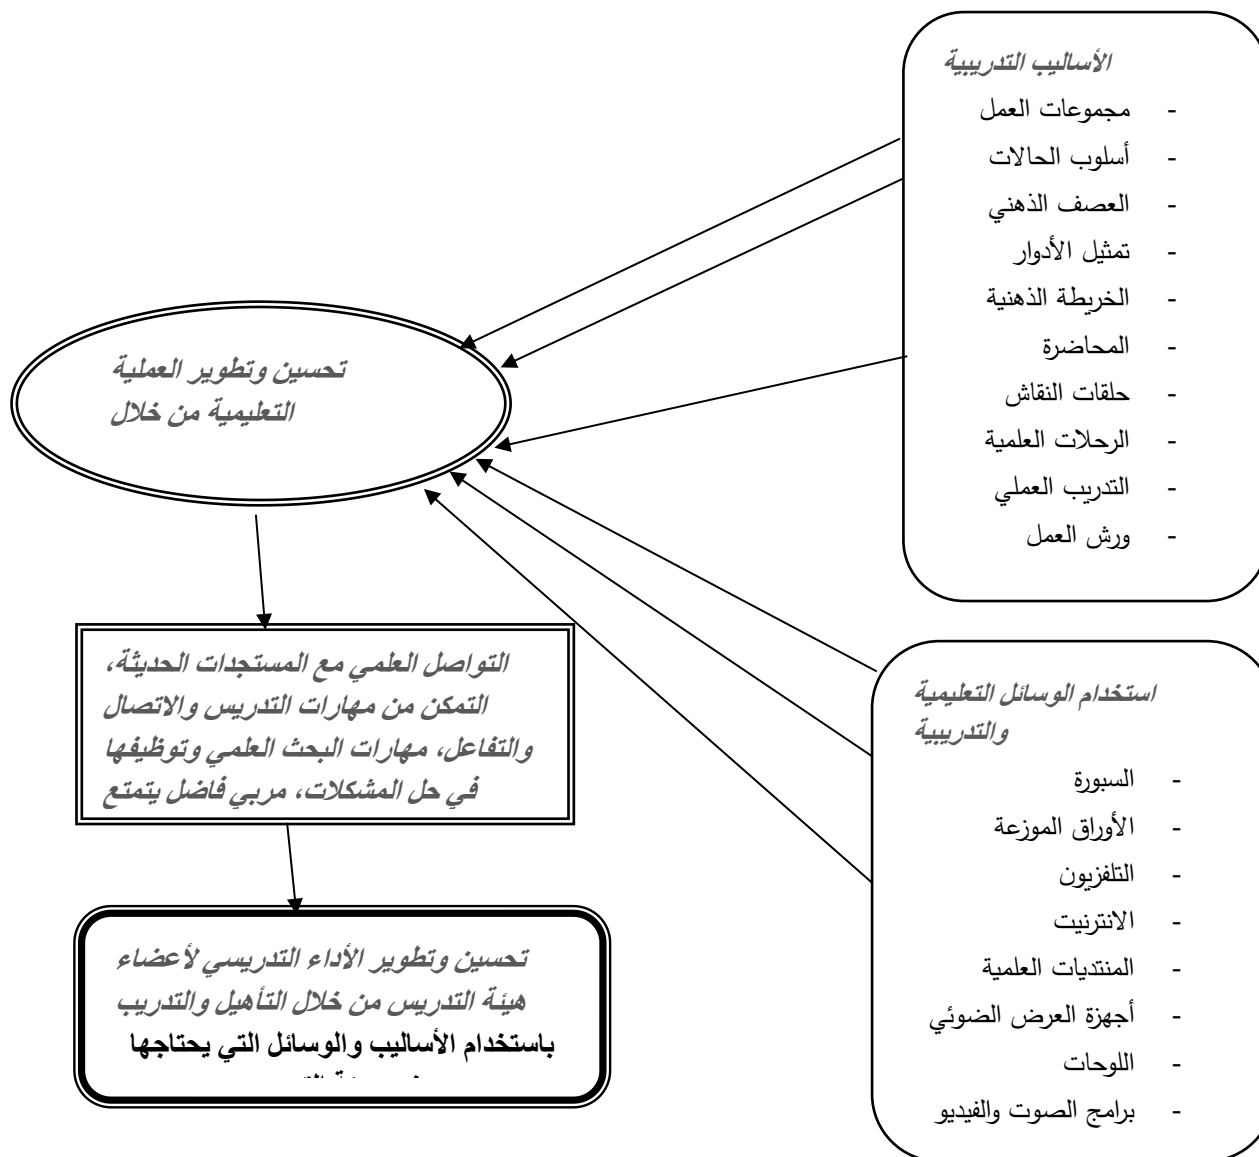 الأساليب التدريبية
- مجموعات العمل
- أسلوب الحالات
- العصف الذهني
- تمثيل الأدوار
- الخريطة الذهنية
- المحاضرة
- حلقات النقاش
- الرحلات العلمية
- التدريب العملي
- ورش العمل
تحسين وتطوير العملية
التعليمية من خلال
استخدام الوسائل التعليمية
والتدريبية
- السبورة
- الأوراق الموزعة
- التلفزيون
- الانترنيت
- المنتديات العلمية
- أجهزة العرض الضوئي
- اللوحات
- برامج الصوت والفيديو
التواصل العلمي مع المستجدات الحديثة،
التمكن من مهارات التدريس والاتصال
والتفاعل، مهارات البحث العلمي وتوظيفها
في حل المشكلات، مربي فاضل يتمتع
تحسين وتطوير الأداء التدريسي لأعضاء
هيئة التدريس من خلال التأهيل والتدريب
باستخدام الأساليب والوسائل التي يحتاجها